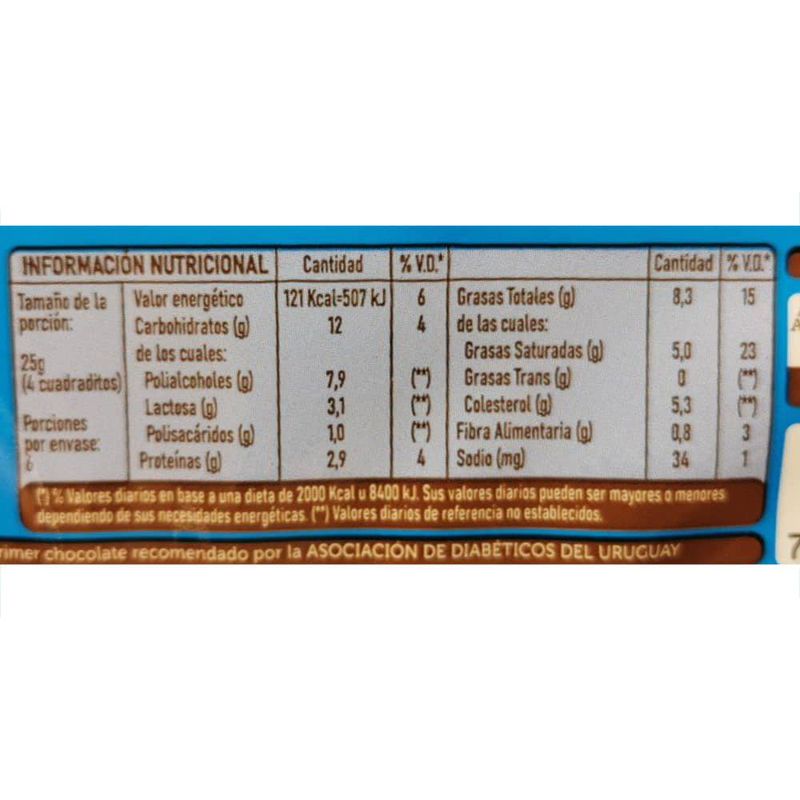 INFORMACIÓN NUTRICIONAL Cantidad % V.D.* Cantidad % V.D.*
Tamaño de la Valor energético 121 Kcal=507 kJ 6 Grasas Totales (g) 8,3 15
porción: Carbohidratos (g) 12 4 de las cuales:
25g de los cuales: Grasas Saturadas (g) 5,0 23
(4 cuadraditos) Polialcoholes (g) 7,9 (**) Grasas Trans (g) 0 (**)
Lactosa (g) 3,1 (**) Colesterol (g) 5,3 (**)
Porciones Polisacáridos (g) 1,0 (**) Fibra Alimentaria (g) 0,8 3
por envase: Proteínas (g) 2,9 4 Sodio (mg) 34 1
6
(*) % Valores diarios en base a una dieta de 2000 Kcal u 8400 kJ. Sus valores diarios pueden ser mayores o menores
dependiendo de sus necesidades energéticas. (**) Valores diarios de referencia no establecidos.
rimer chocolate recomendado por la ASOCIACIÓN DE DIABÉTICOS DEL URUGUAY
7